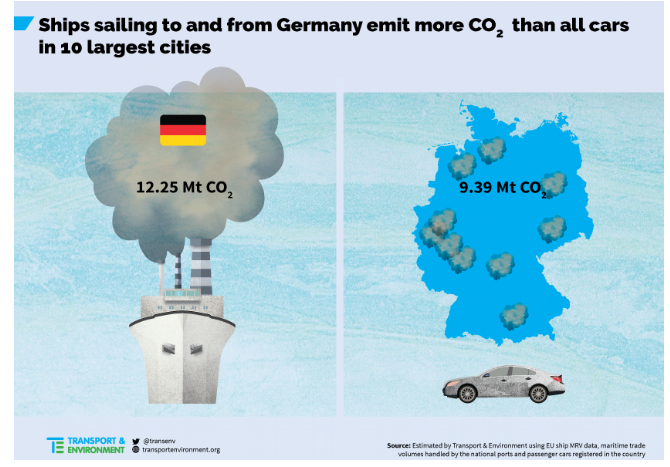 Ships sailing to and from Germany emit more CO₂ than all cars
in 10 largest cities
12.25 Mt CO₂
9.39 Mt CO₂
TRANSPORT &
ENVIRONMENT
@transenv
transportenvironment.org
Source: Estimated by Transport & Environment using EU ship MRV data, maritime trade
volumes handled by the national ports and passenger cars registered in the country